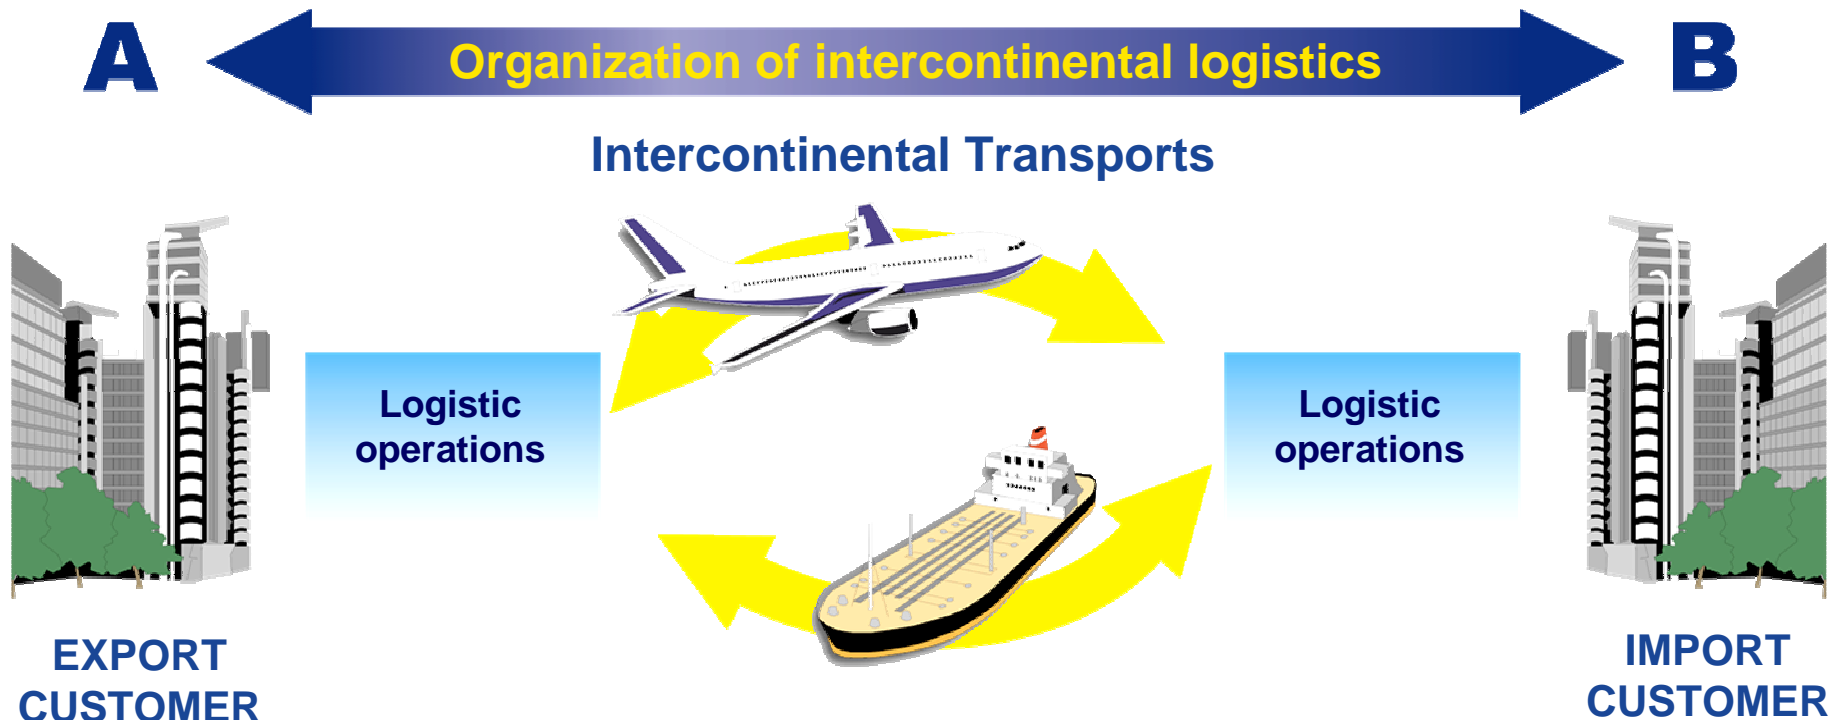 A
Organization of intercontinental logistics
B
Intercontinental Transports
Logistic
operations
Logistic
operations
EXPORT
CUSTOMER
IMPORT
CUSTOMER